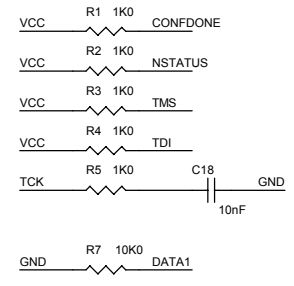 R1 1K0 CONFDONE
VCC
R2 1K0
VCC NSTATUS
R3 1K0
VCC TMS
R4 1K0
VCC TDI
R5 1K0 C18
TCK GND
10nF
R7 10K0
GND DATA1